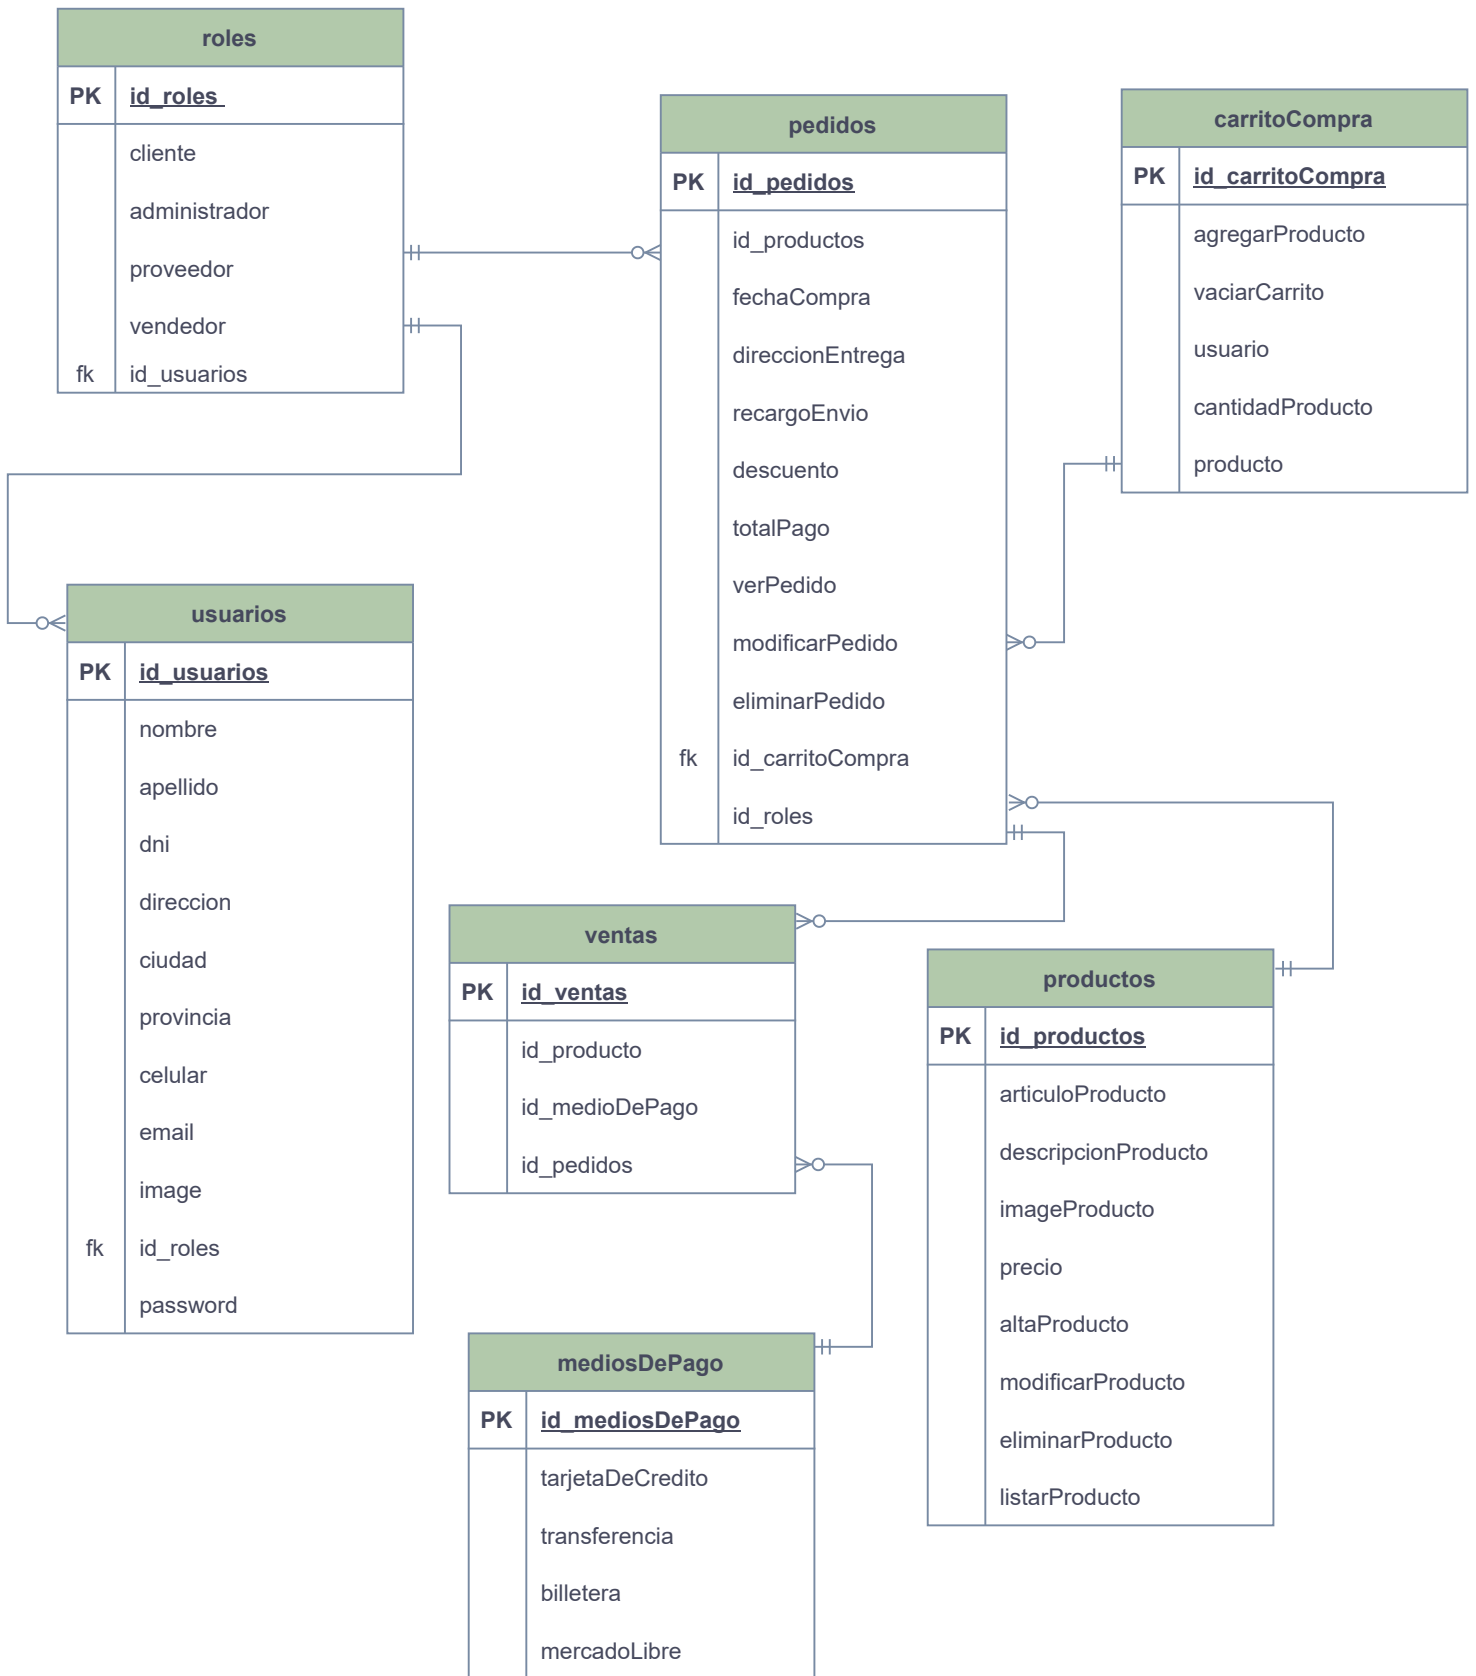 roles
PK id_roles
cliente
administrador
proveedor
vendedor
fk id_usuarios
pedidos
PK id_pedidos
id_productos
fechaCompra
direccionEntrega
recargoEnvio
descuento
totalPago
verPedido
modificarPedido
eliminarPedido
fk id_carritoCompra
id_roles
carritoCompra
PK id_carritoCompra
agregarProducto
vaciarCarrito
usuario
cantidadProducto
producto
usuarios
PK id_usuarios
nombre
apellido
dni
direccion
ciudad
provincia
celular
email
image
fk id_roles
password
ventas
PK id_ventas
id_producto
id_medioDePago
id_pedidos
productos
PK id_productos
articuloProducto
descripcionProducto
imageProducto
precio
altaProducto
modificarProducto
eliminarProducto
listarProducto
mediosDePago
PK id_mediosDePago
tarjetaDeCredito
transferencia
billetera
mercadoLibre